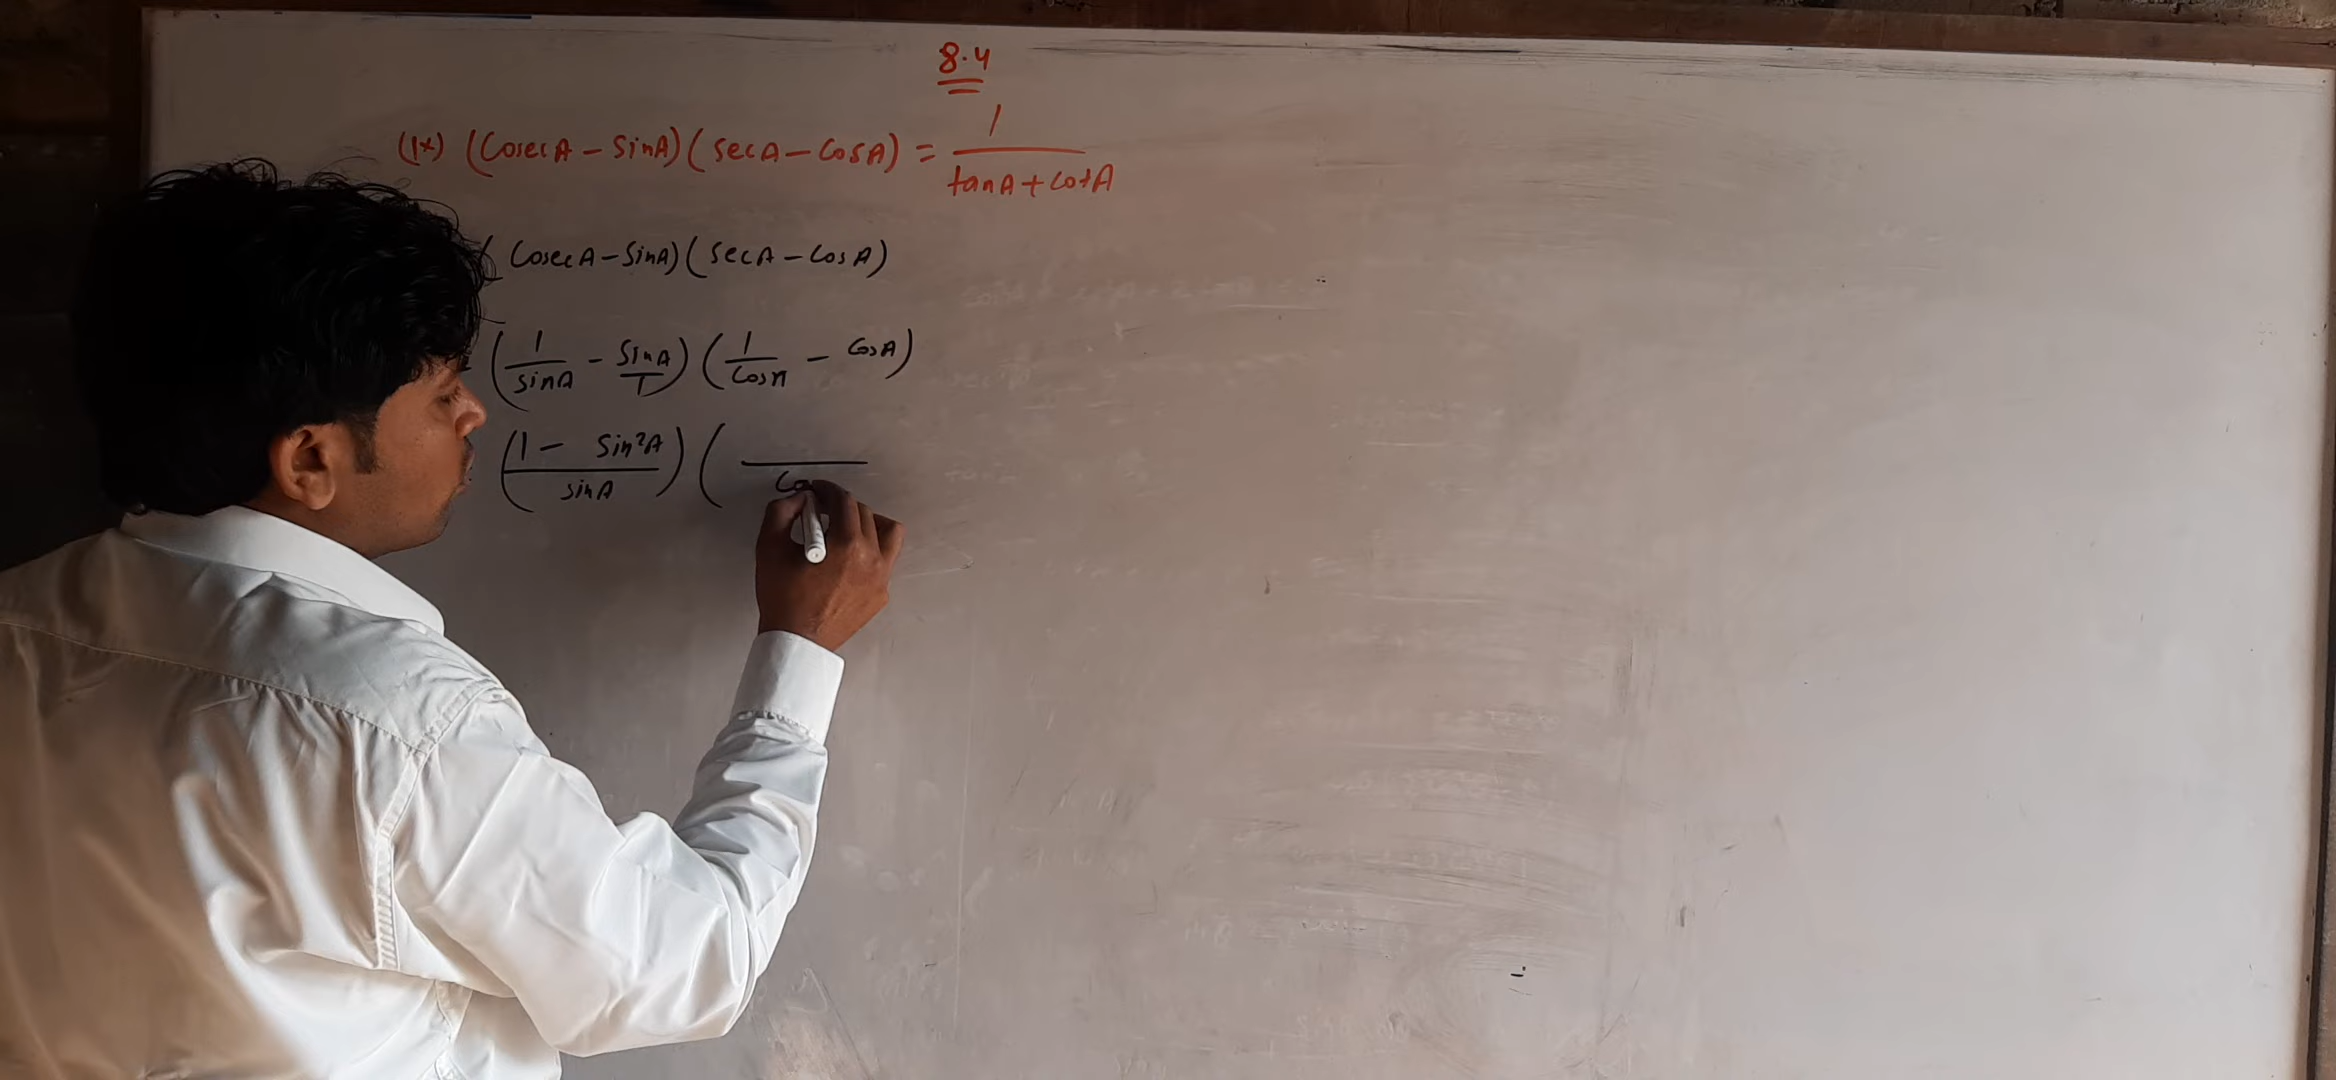 8.4
(ix) (CosecA - SinA) (secA - CosA) = 1/(tanA + cotA)
( CosecA - SinA) ( secA - CosA)
= (1/sinA - SinA/1) (1/CosA - CosA)
((1 - Sin²A)/sinA) ( /Co